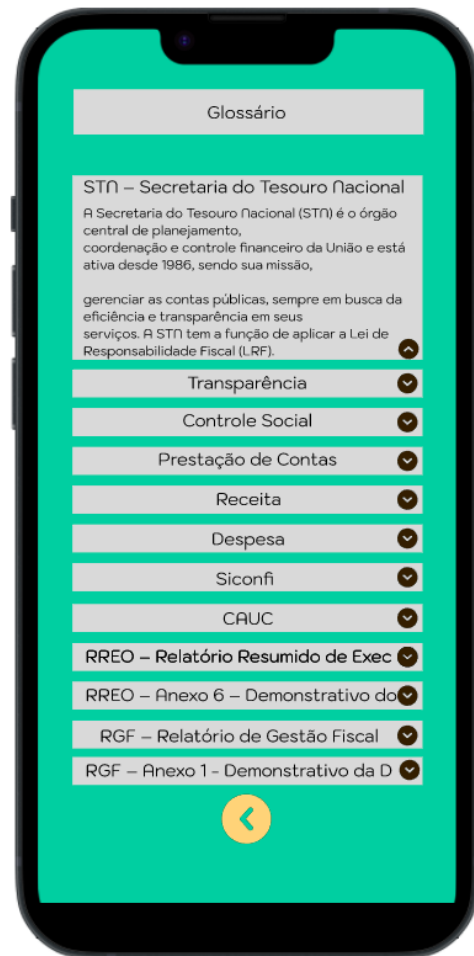 Glossário
STN – Secretaria do Tesouro Nacional
A Secretaria do Tesouro Nacional (STN) é o órgão
central de planejamento,
coordenação e controle financeiro da União e está
ativa desde 1986, sendo sua missão,
gerenciar as contas públicas, sempre em busca da
eficiência e transparência em seus
serviços. A STN tem a função de aplicar a Lei de
Responsabilidade Fiscal (LRF).
Transparência
Controle Social
Prestação de Contas
Receita
Despesa
Siconfi
CAUC
RREO – Relatório Resumido de Exec
RREO – Anexo 6 – Demonstrativo do
RGF – Relatório de Gestão Fiscal
RGF – Anexo 1 - Demonstrativo da D